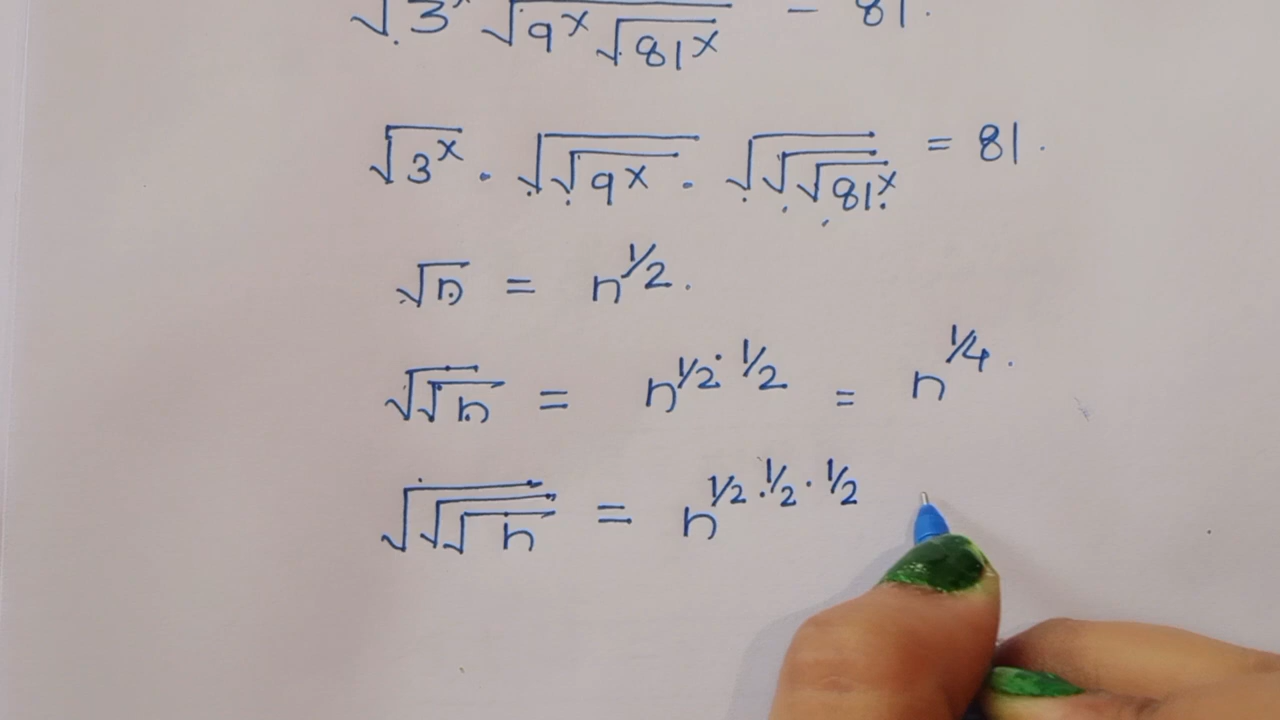 √3^x √9^x √81^x = 81.
√3^x · √√9^x · √√√81^x = 81.
√n = n^1/2.
√√n = n^1/2 · 1/2 = n^1/4.
√√√n = n^1/2 · 1/2 · 1/2